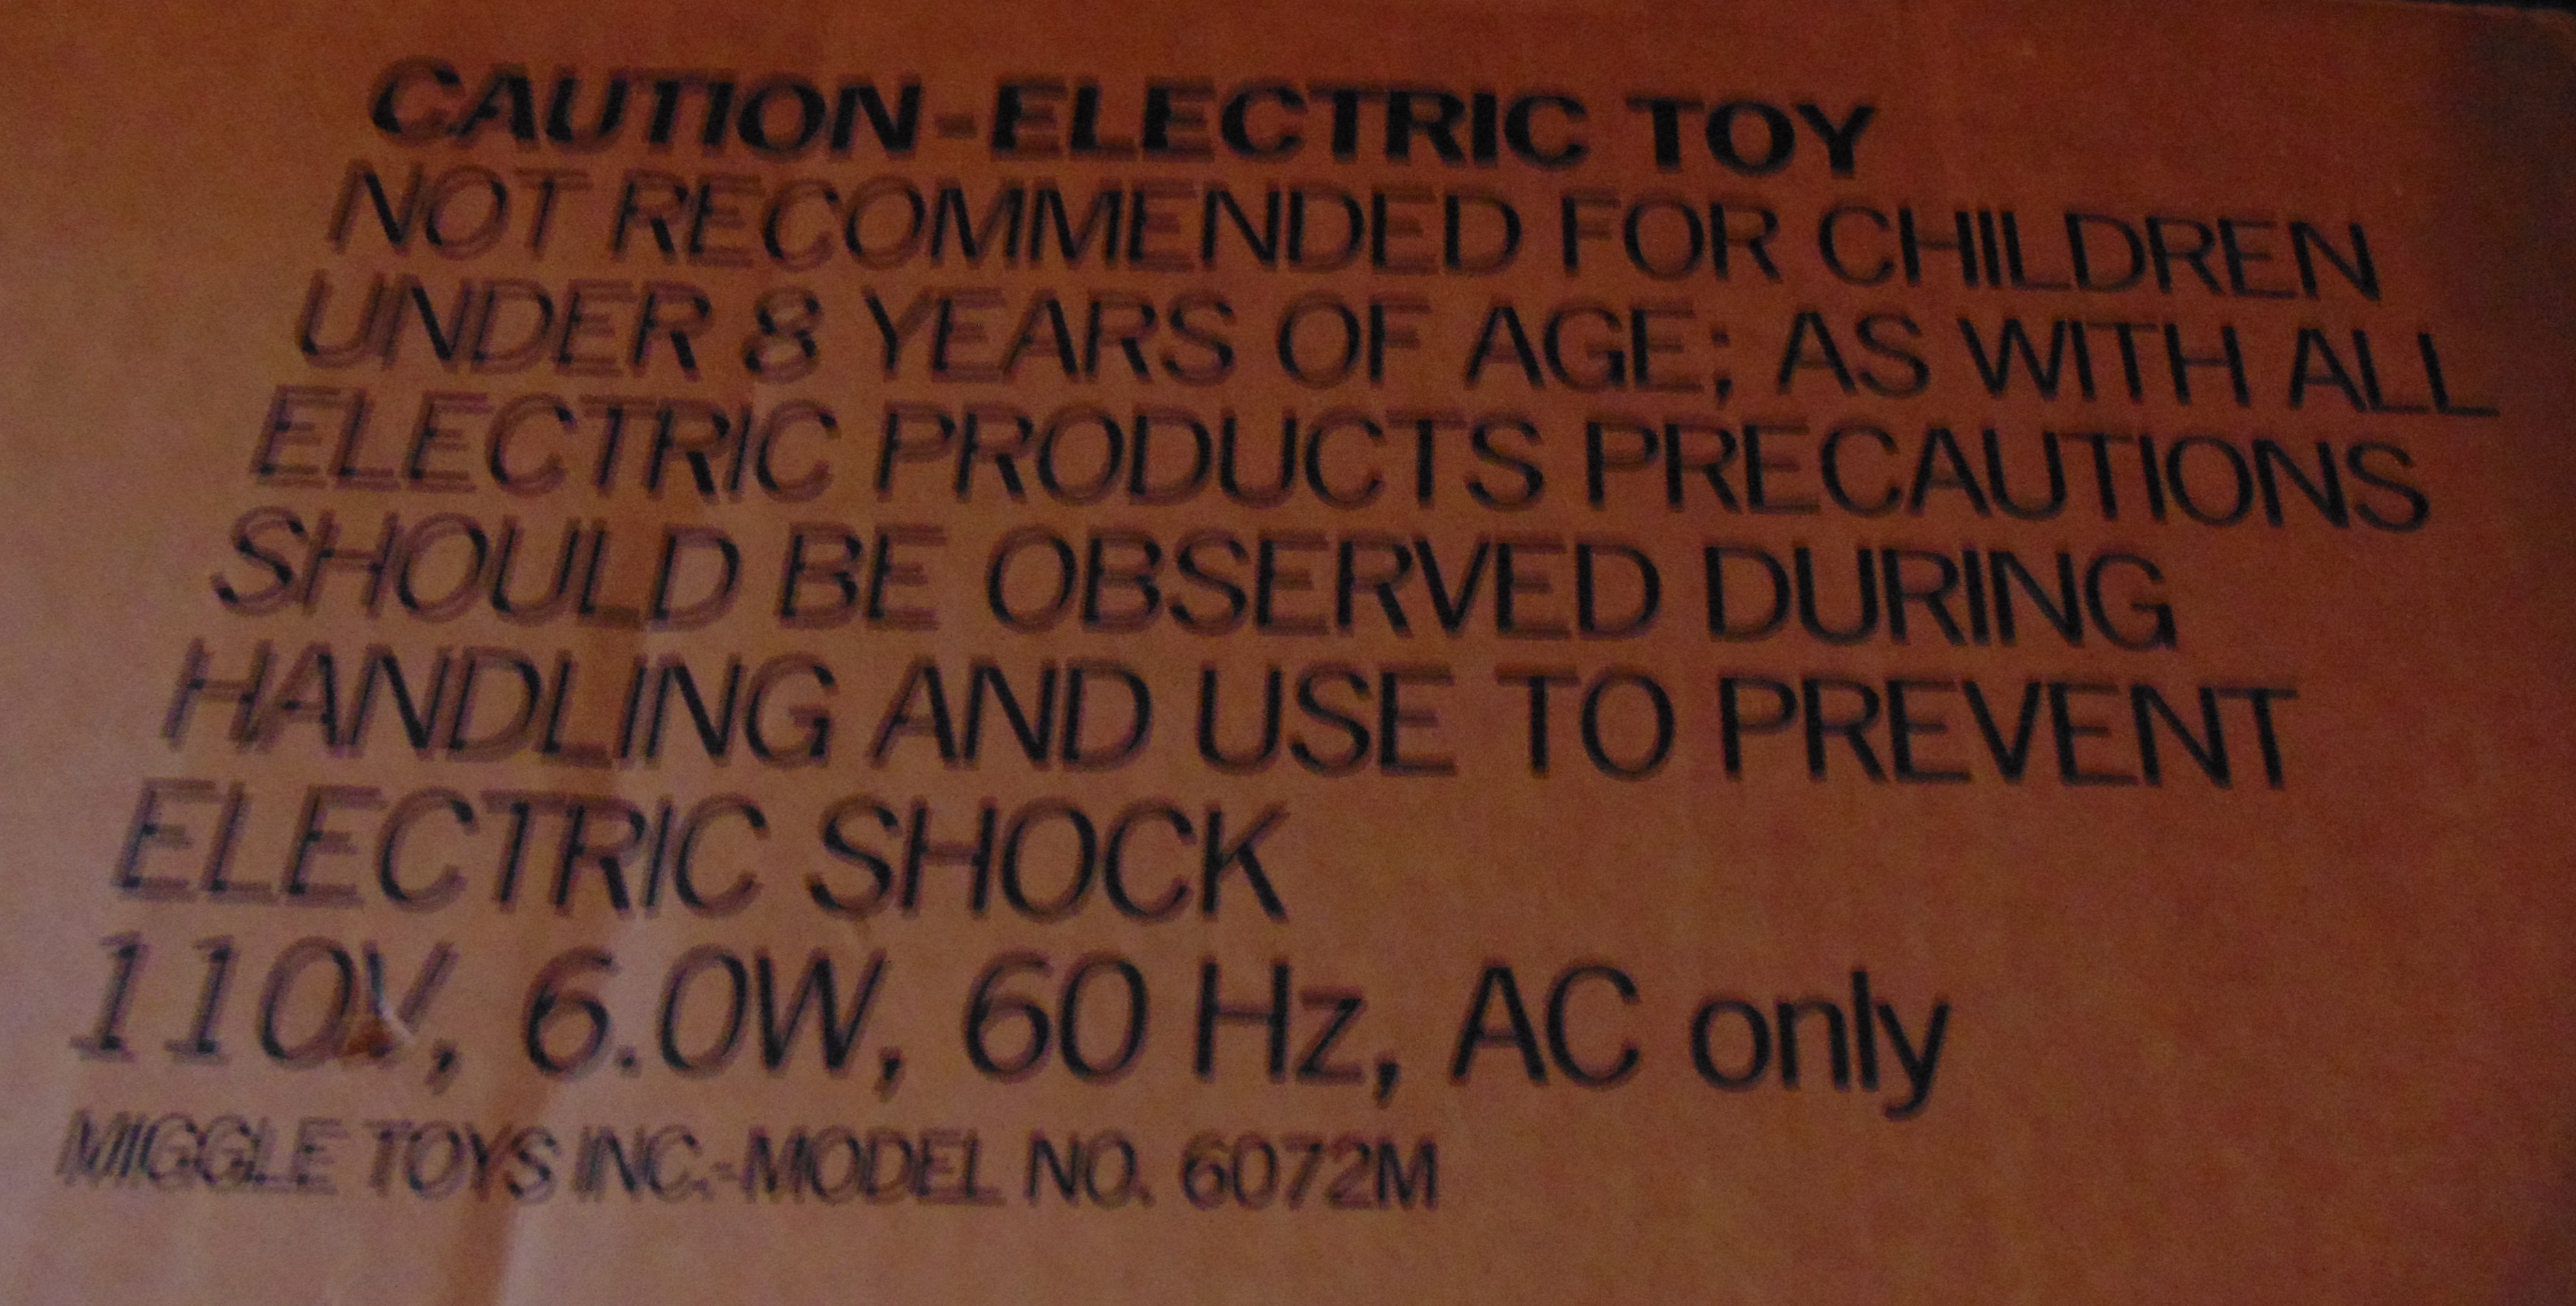 CAUTION-ELECTRIC TOY
NOT RECOMMENDED FOR CHILDREN
UNDER 8 YEARS OF AGE; AS WITH ALL
ELECTRIC PRODUCTS PRECAUTIONS
SHOULD BE OBSERVED DURING
HANDLING AND USE TO PREVENT
ELECTRIC SHOCK
110V, 6.0W, 60 Hz, AC only
MIGGLE TOYS INC.-MODEL NO. 6072M